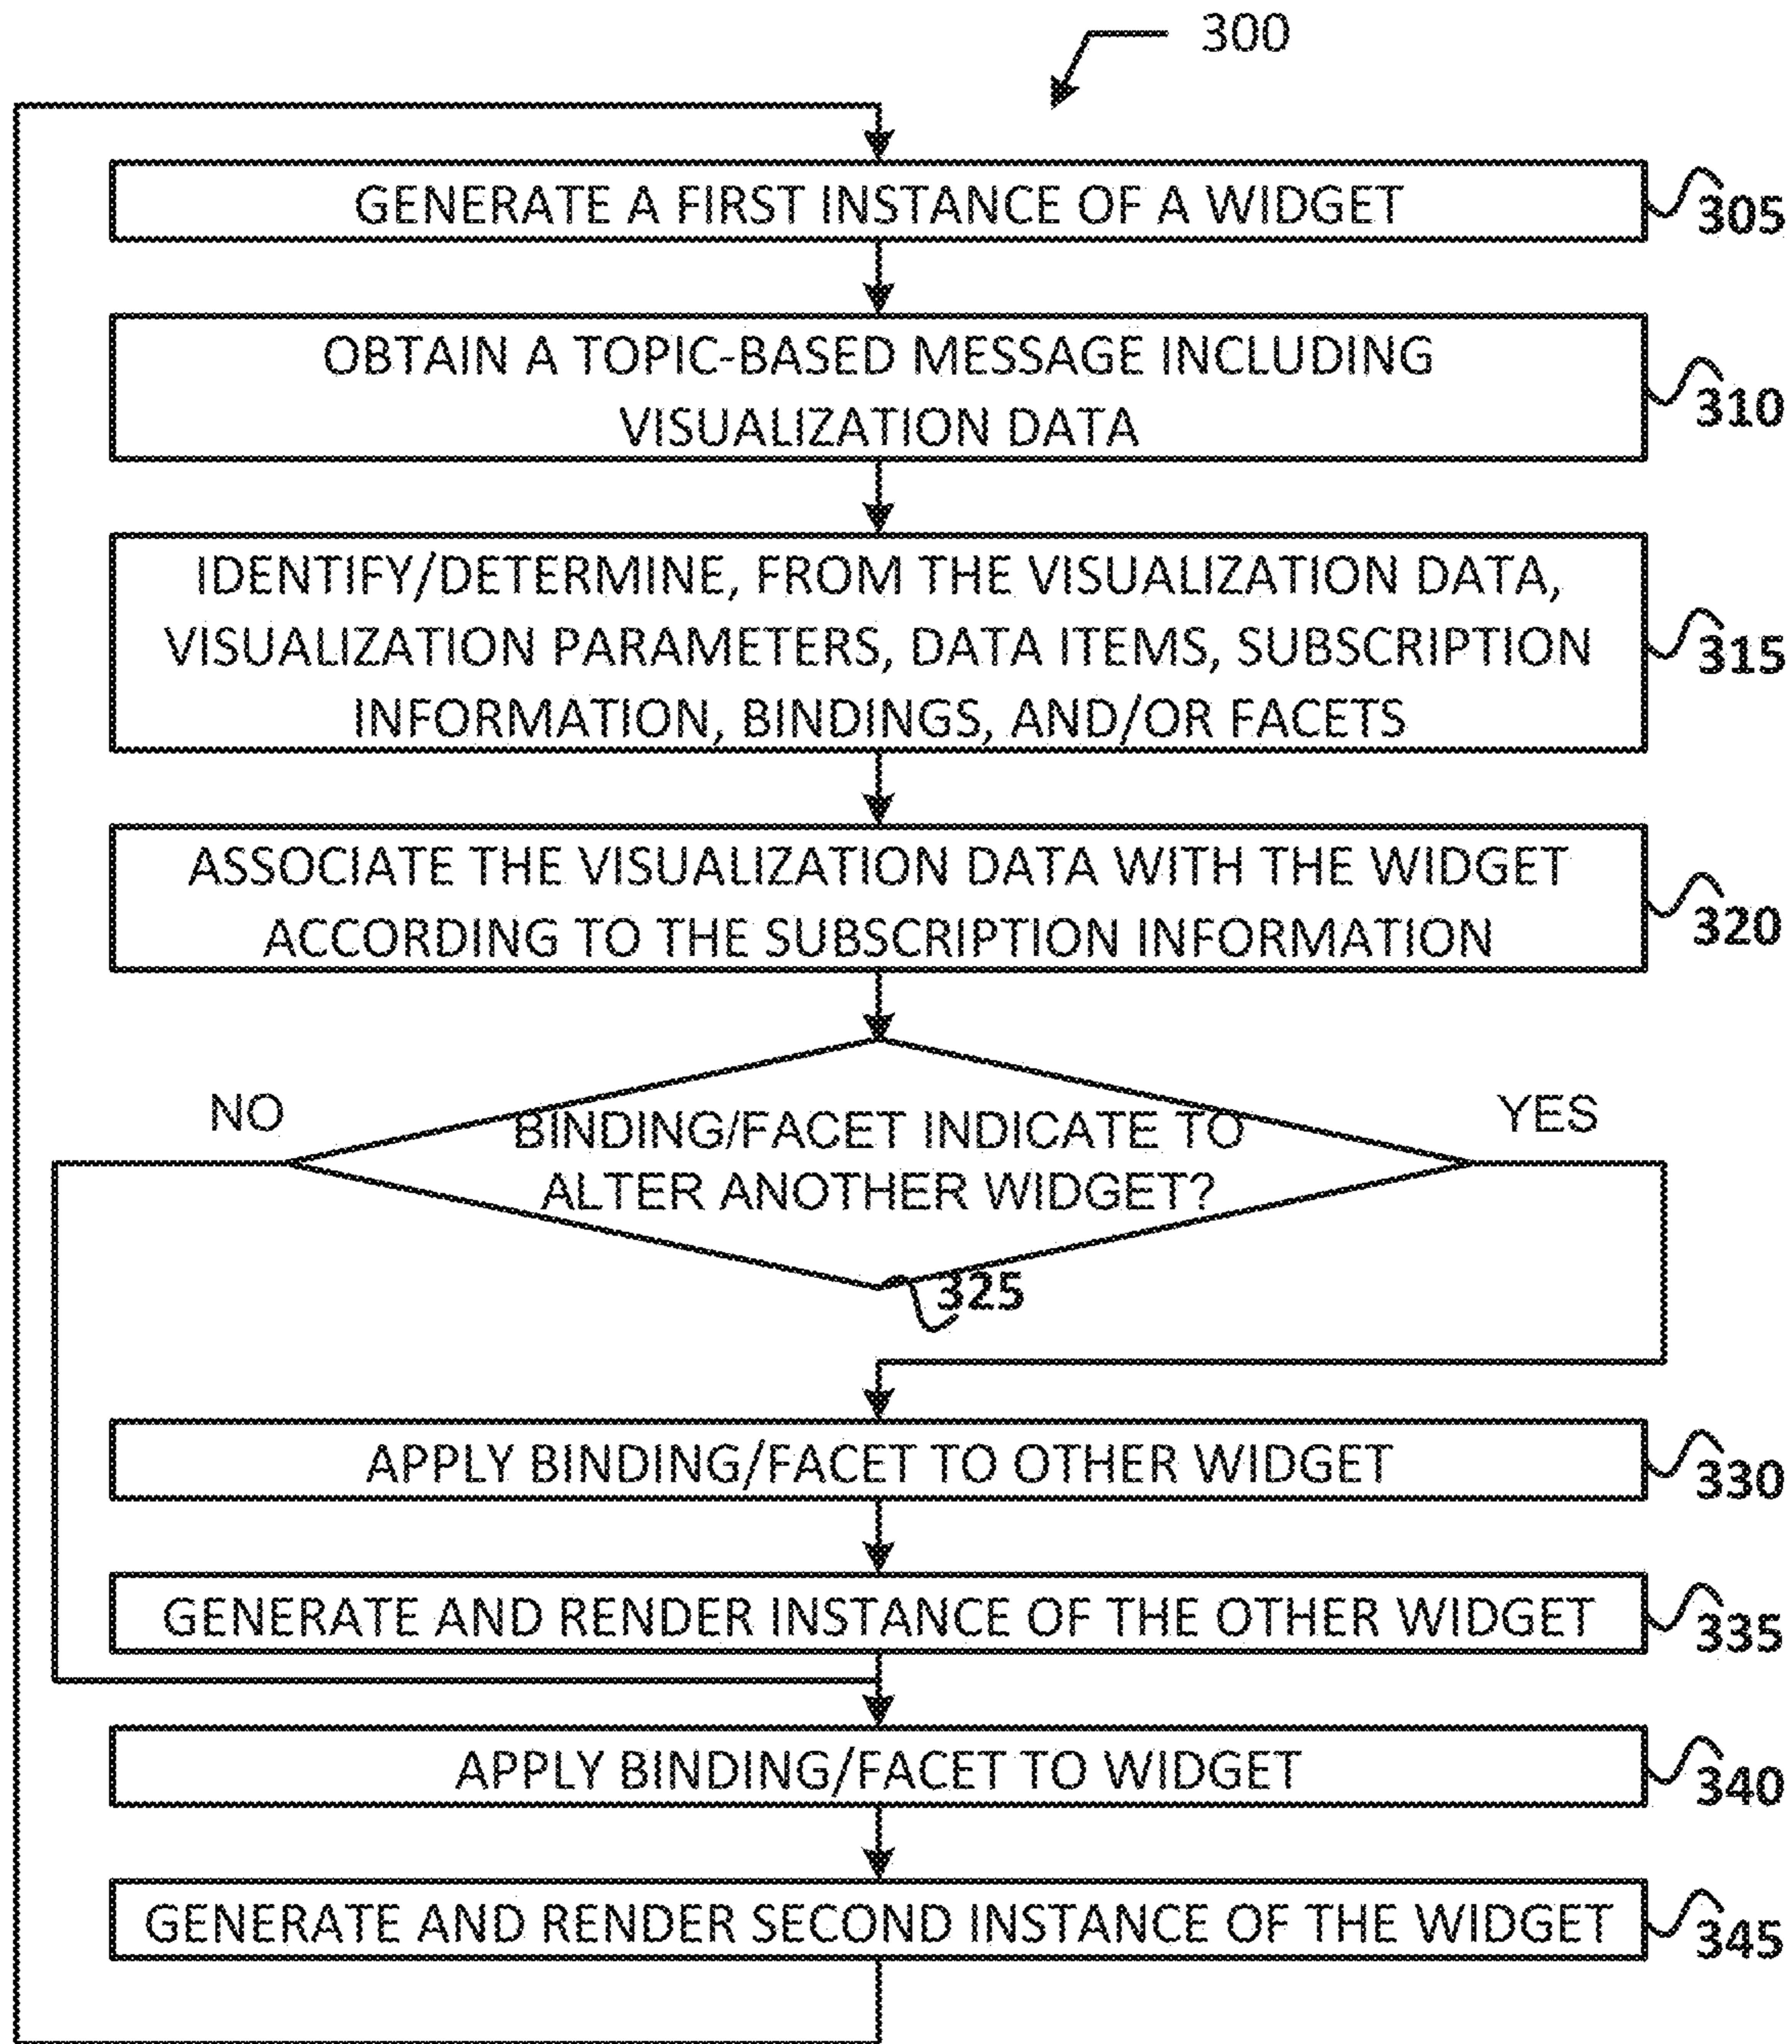 300
GENERATE A FIRST INSTANCE OF A WIDGET
305
OBTAIN A TOPIC-BASED MESSAGE INCLUDING
VISUALIZATION DATA
310
IDENTIFY/DETERMINE, FROM THE VISUALIZATION DATA,
VISUALIZATION PARAMETERS, DATA ITEMS, SUBSCRIPTION
INFORMATION, BINDINGS, AND/OR FACETS
315
ASSOCIATE THE VISUALIZATION DATA WITH THE WIDGET
ACCORDING TO THE SUBSCRIPTION INFORMATION
320
NO
BINDING/FACET INDICATE TO
ALTER ANOTHER WIDGET?
YES
325
APPLY BINDING/FACET TO OTHER WIDGET
330
GENERATE AND RENDER INSTANCE OF THE OTHER WIDGET
335
APPLY BINDING/FACET TO WIDGET
340
GENERATE AND RENDER SECOND INSTANCE OF THE WIDGET
345